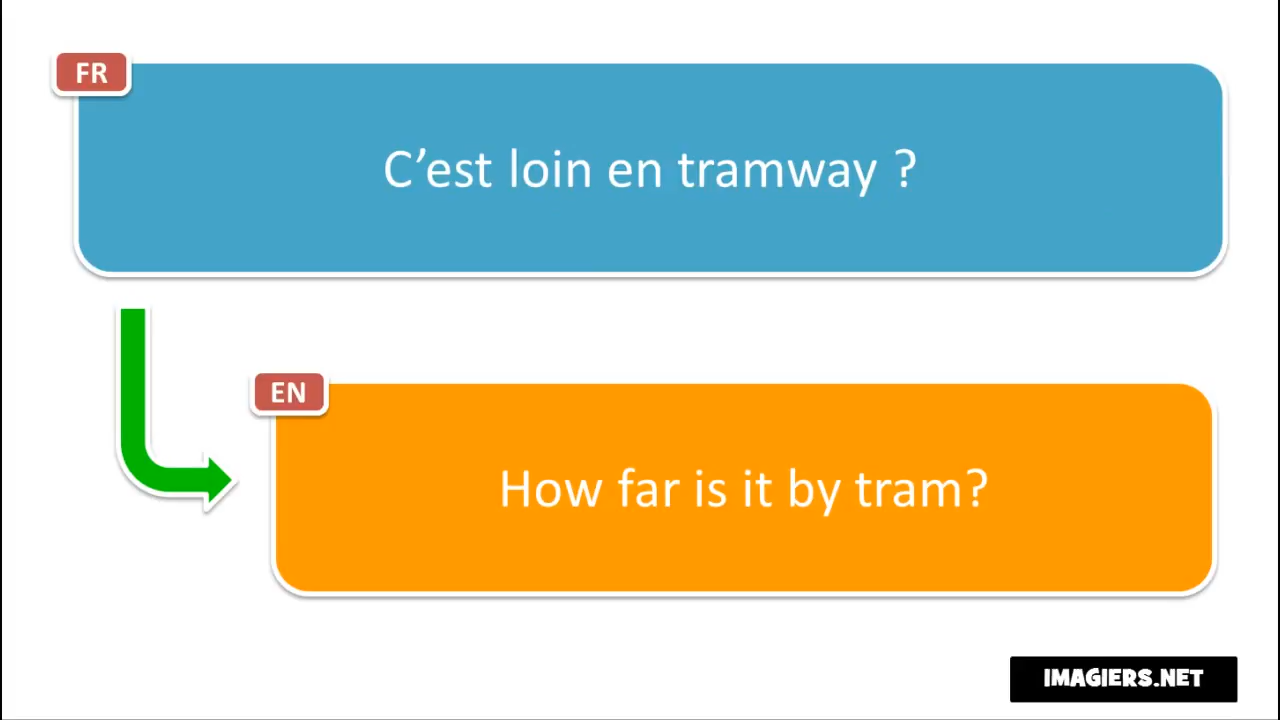 FR
C’est loin en tramway ?
EN
How far is it by tram?
IMAGIERS.NET